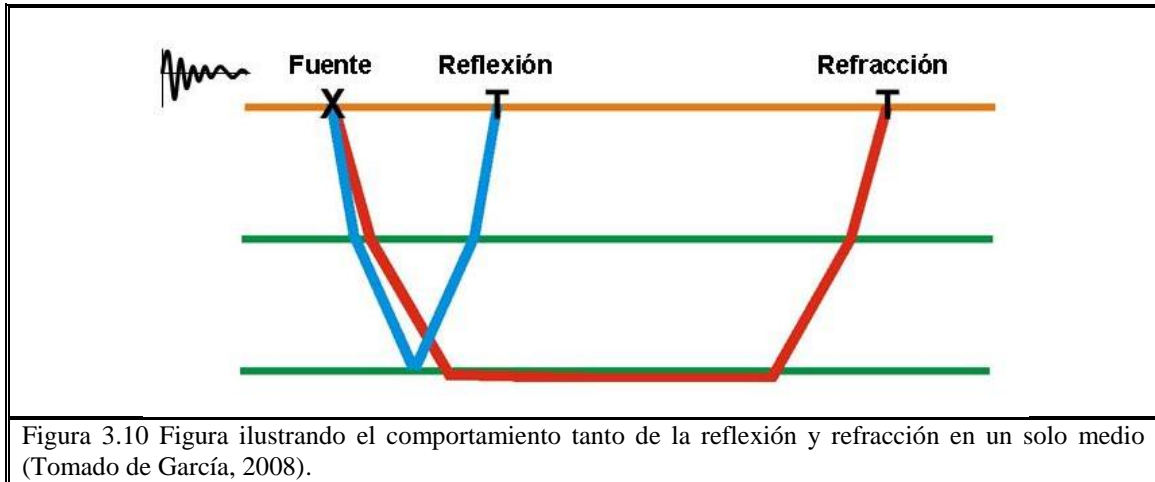 Fuente Reflexión Refracción
X T T
Figura 3.10 Figura ilustrando el comportamiento tanto de la reflexión y refracción en un solo medio
(Tomado de García, 2008).